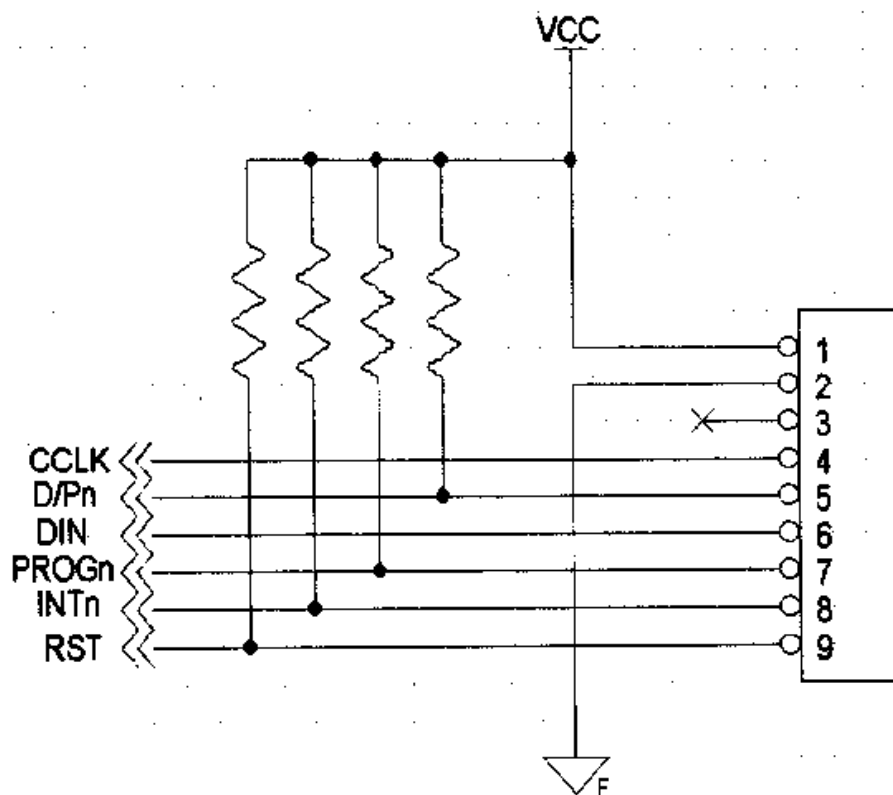 VCC
1
2
3
CCLK 4
D/Pn 5
DIN 6
PROGn 7
INTn 8
RST 9
F